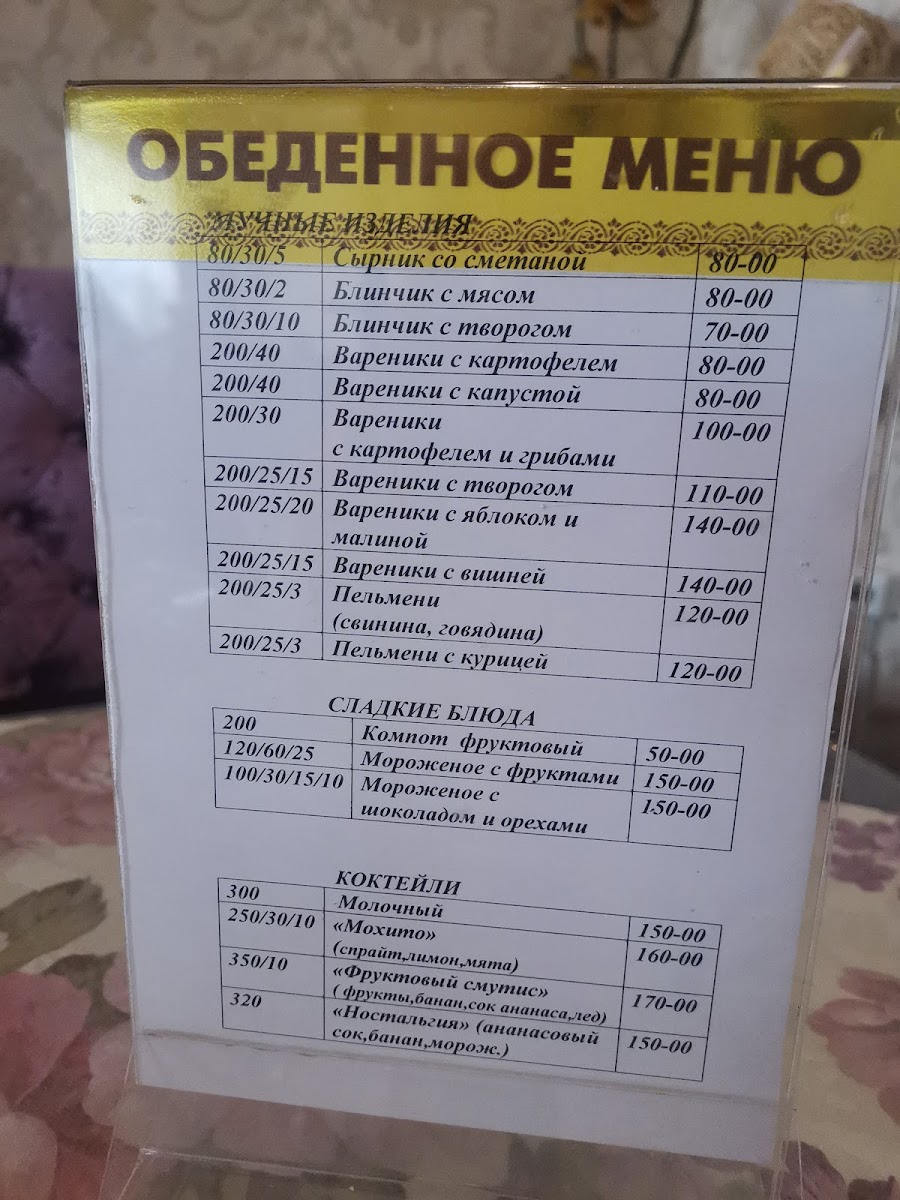 ОБЕДЕННОЕ МЕНЮ
МУЧНЫЕ ИЗДЕЛИЯ
80/30/5 Сырник со сметаной 80-00
80/30/2 Блинчик с мясом 80-00
80/30/10 Блинчик с творогом 70-00
200/40 Вареники с картофелем 80-00
200/40 Вареники с капустой 80-00
200/30 Вареники 100-00
с картофелем и грибами
200/25/15 Вареники с творогом 110-00
200/25/20 Вареники с яблоком и 140-00
малиной
200/25/15 Вареники с вишней 140-00
200/25/3 Пельмени 120-00
(свинина, говядина)
200/25/3 Пельмени с курицей 120-00
СЛАДКИЕ БЛЮДА
200 Компот фруктовый 50-00
120/60/25 Мороженое с фруктами 150-00
100/30/15/10 Мороженое с 150-00
шоколадом и орехами
КОКТЕЙЛИ
300 Молочный 150-00
250/30/10 «Мохито» 160-00
(спрайт,лимон,мята)
350/10 «Фруктовый смутис» 170-00
( фрукты,банан,сок ананаса,лед)
320 «Ностальгия» (ананасовый 150-00
сок,банан,морож.)